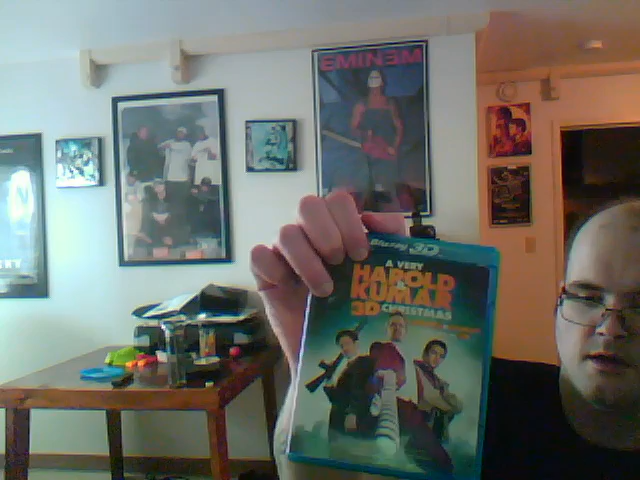 EMINEM
Blu-ray 3D
A VERY
HAROLD
&
KUMAR
3D CHRISTMAS